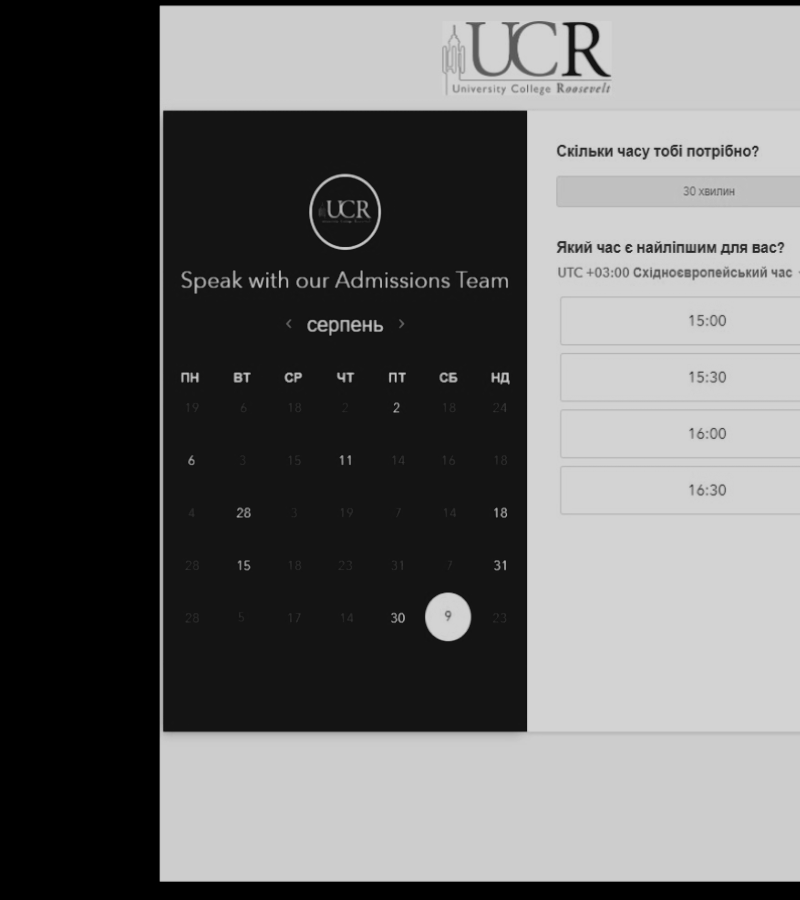 UCR
University College Roosevelt
UCR
Speak with our Admissions Team
‹ серпень ›
ПН ВТ СР ЧТ ПТ СБ НД
19 6 18 2 2 18 24
6 3 15 11 14 16 18
4 28 3 19 7 14 18
28 15 18 23 31 7 31
28 5 17 14 30 9 23
Скільки часу тобі потрібно?
30 хвилин
Який час є найліпшим для вас?
UTC +03:00 Східноєвропейський час
15:00
15:30
16:00
16:30